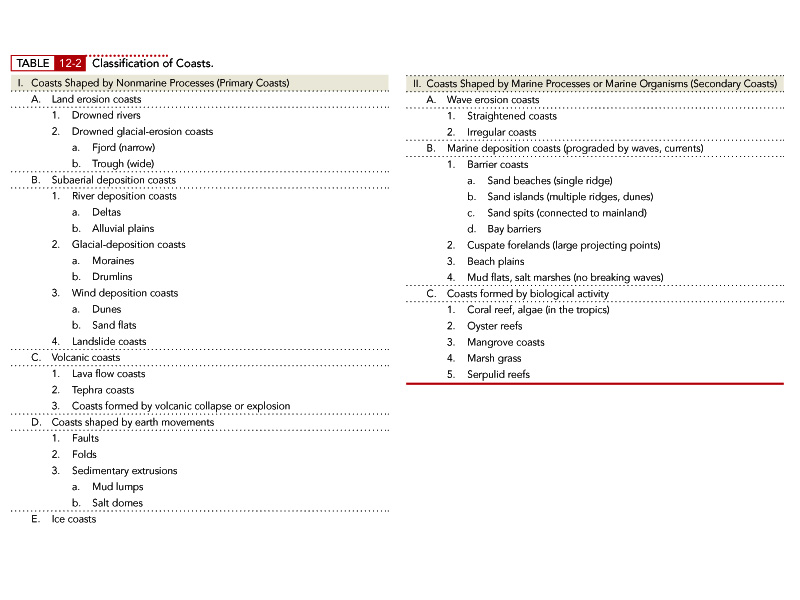 TABLE 12-2 Classification of Coasts.
I. Coasts Shaped by Nonmarine Processes (Primary Coasts)
A. Land erosion coasts
1. Drowned rivers
2. Drowned glacial-erosion coasts
a. Fjord (narrow)
b. Trough (wide)
B. Subaerial deposition coasts
1. River deposition coasts
a. Deltas
b. Alluvial plains
2. Glacial-deposition coasts
a. Moraines
b. Drumlins
3. Wind deposition coasts
a. Dunes
b. Sand flats
4. Landslide coasts
C. Volcanic coasts
1. Lava flow coasts
2. Tephra coasts
3. Coasts formed by volcanic collapse or explosion
D. Coasts shaped by earth movements
1. Faults
2. Folds
3. Sedimentary extrusions
a. Mud lumps
b. Salt domes
E. Ice coasts
II. Coasts Shaped by Marine Processes or Marine Organisms (Secondary Coasts)
A. Wave erosion coasts
1. Straightened coasts
2. Irregular coasts
B. Marine deposition coasts (prograded by waves, currents)
1. Barrier coasts
a. Sand beaches (single ridge)
b. Sand islands (multiple ridges, dunes)
c. Sand spits (connected to mainland)
d. Bay barriers
2. Cuspate forelands (large projecting points)
3. Beach plains
4. Mud flats, salt marshes (no breaking waves)
C. Coasts formed by biological activity
1. Coral reef, algae (in the tropics)
2. Oyster reefs
3. Mangrove coasts
4. Marsh grass
5. Serpulid reefs